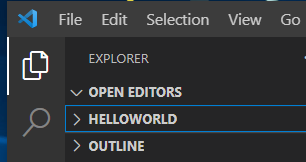 File Edit Selection View Go
EXPLORER
OPEN EDITORS
HELLOWORLD
OUTLINE